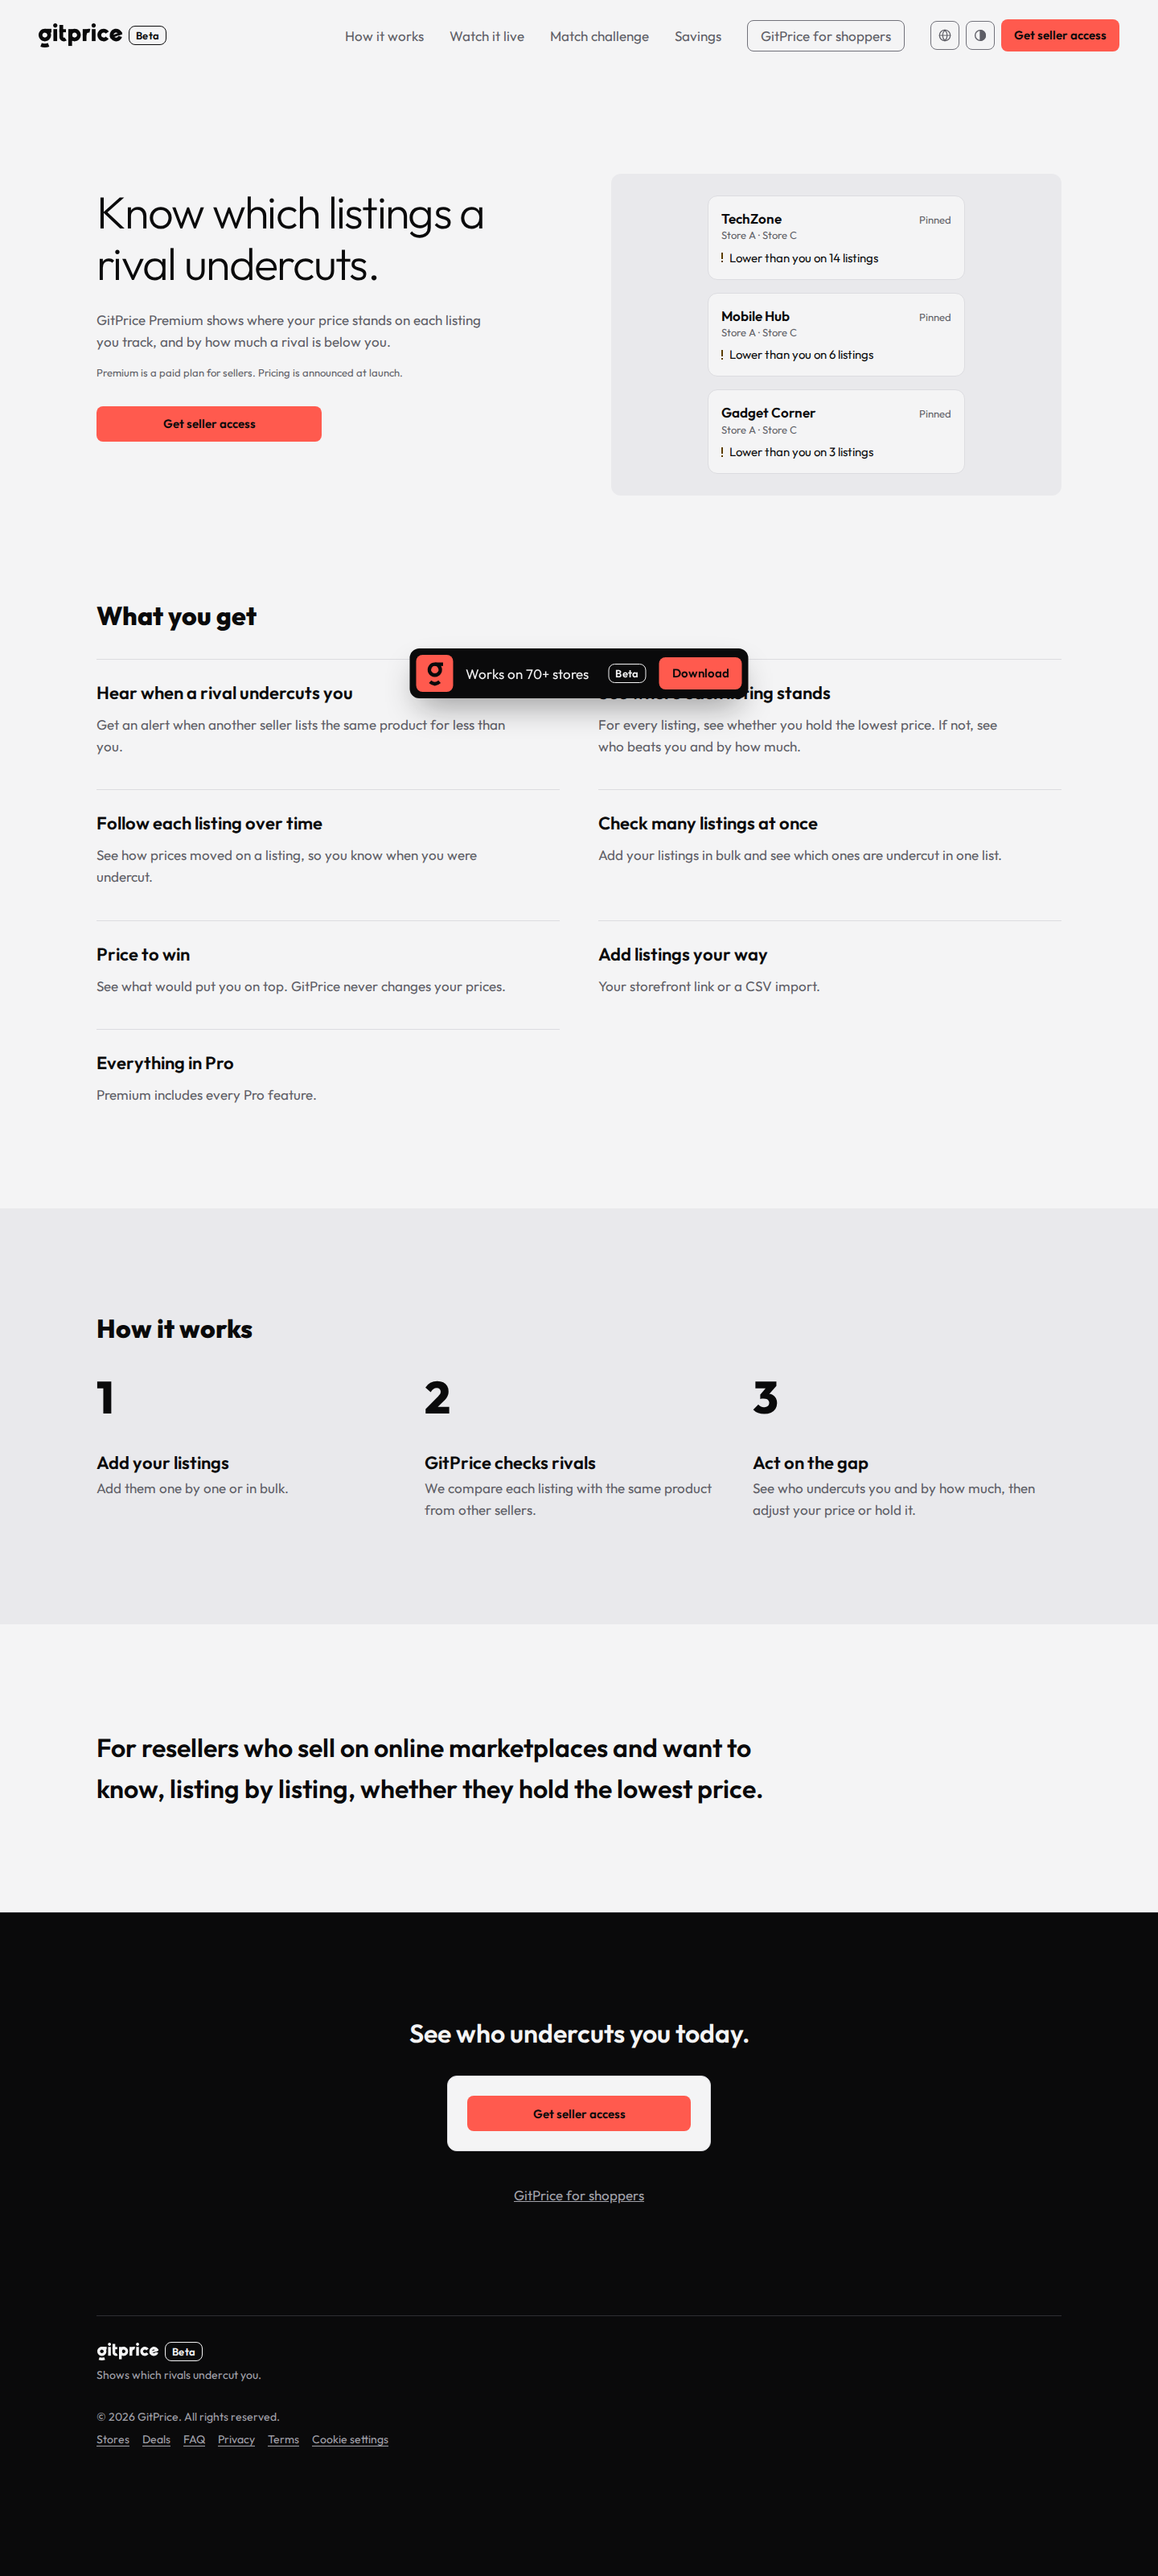 gitprice Beta
How it works Watch it live Match challenge Savings GitPrice for shoppers Get seller access
Know which listings a
rival undercuts.
GitPrice Premium shows where your price stands on each listing
you track, and by how much a rival is below you.
Premium is a paid plan for sellers. Pricing is announced at launch.
Get seller access
TechZone Pinned
Store A · Store C
! Lower than you on 14 listings
Mobile Hub Pinned
Store A · Store C
! Lower than you on 6 listings
Gadget Corner Pinned
Store A · Store C
! Lower than you on 3 listings
What you get
g Works on 70+ stores Beta Download
Hear when a rival undercuts you
Get an alert when another seller lists the same product for less than
you.
stands
For every listing, see whether you hold the lowest price. If not, see
who beats you and by how much.
Follow each listing over time
See how prices moved on a listing, so you know when you were
undercut.
Check many listings at once
Add your listings in bulk and see which ones are undercut in one list.
Price to win
See what would put you on top. GitPrice never changes your prices.
Add listings your way
Your storefront link or a CSV import.
Everything in Pro
Premium includes every Pro feature.
How it works
1
Add your listings
Add them one by one or in bulk.
2
GitPrice checks rivals
We compare each listing with the same product
from other sellers.
3
Act on the gap
See who undercuts you and by how much, then
adjust your price or hold it.
For resellers who sell on online marketplaces and want to
know, listing by listing, whether they hold the lowest price.
See who undercuts you today.
Get seller access
GitPrice for shoppers
gitprice Beta
Shows which rivals undercut you.
© 2026 GitPrice. All rights reserved.
Stores Deals FAQ Privacy Terms Cookie settings